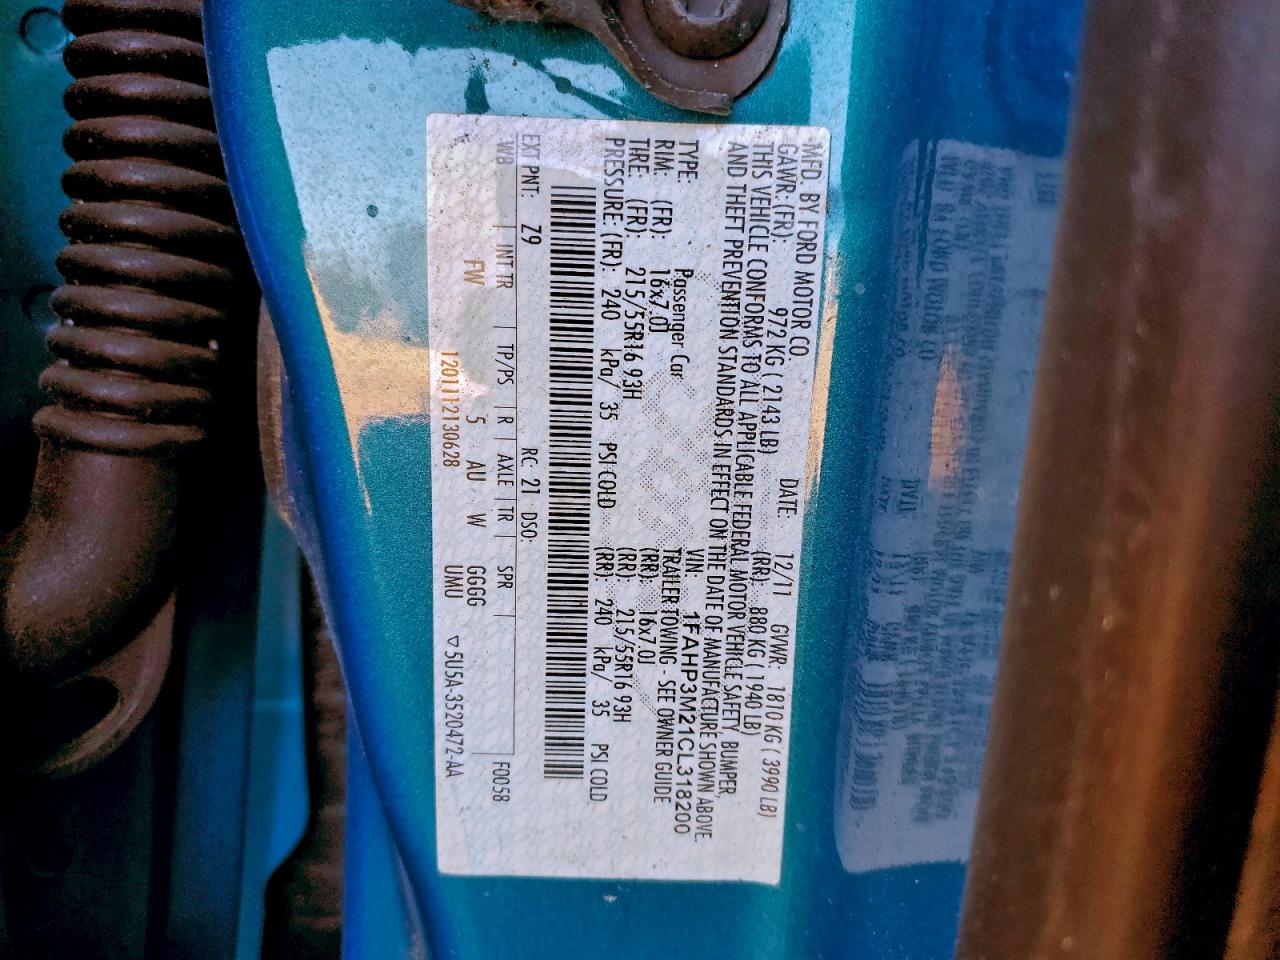 MFD. BY FORD MOTOR CO.
DATE: 12/11 GVWR: 1810 KG ( 3990 LB)
GAWR: (FR): 972 KG ( 2143 LB) (RR): 880 KG ( 1940 LB)
THIS VEHICLE CONFORMS TO ALL APPLICABLE FEDERAL MOTOR VEHICLE SAFETY, BUMPER,
AND THEFT PREVENTION STANDARDS IN EFFECT ON THE DATE OF MANUFACTURE SHOWN ABOVE.
VIN: 1FAHP3M21CL318200
TYPE: Passenger Car
TRAILER TOWING - SEE OWNER GUIDE
RIM: (FR): 16x7.0J (RR): 16x7.0J
TIRE: (FR): 215/55R16 93H (RR): 215/55R16 93H
PRESSURE (FR): 240 kPa/ 35 PSI COLD (RR): 240 kPa/ 35 PSI COLD
EXT PNT: Z9 RC: 21 DSO: F0058
WB INT TR TP/PS R AXLE TR SPR
FW 5 AU W GGGG
UMU
1201112130628 ▽5U5A-3520472-AA